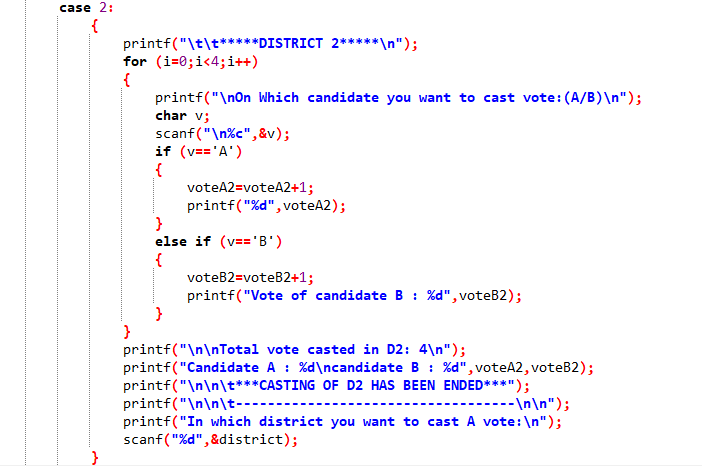 case 2:
{
printf("\t\t*****DISTRICT 2*****\n");
for (i=0;i<4;i++)
{
printf("\nOn Which candidate you want to cast vote:(A/B)\n");
char v;
scanf("\n%c",&v);
if (v=='A')
{
voteA2=voteA2+1;
printf("%d",voteA2);
}
else if (v=='B')
{
voteB2=voteB2+1;
printf("Vote of candidate B : %d",voteB2);
}
}
printf("\n\nTotal vote casted in D2: 4\n");
printf("Candidate A : %d\ncandidate B : %d",voteA2,voteB2);
printf("\n\n\t***CASTING OF D2 HAS BEEN ENDED***");
printf("\n\n\t-----------------------------------\n\n");
printf("In which district you want to cast A vote:\n");
scanf("%d",&district);
}